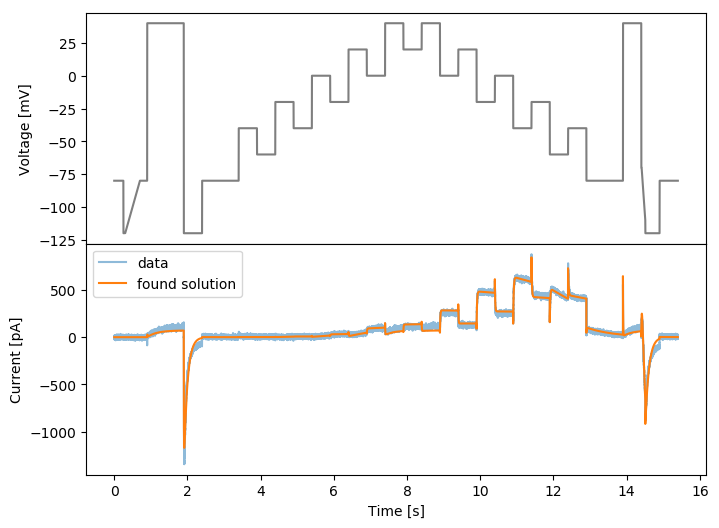 25
0
−25
−50
−75
−100
−125
Voltage [mV]
data
found solution
500
0
−500
−1000
Current [pA]
0 2 4 6 8 10 12 14 16
Time [s]